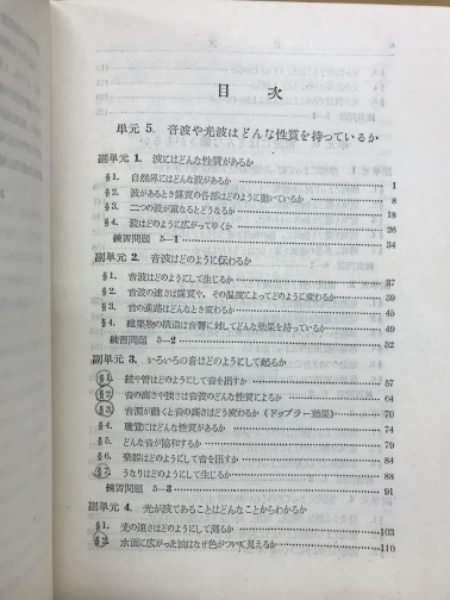 目次
単元 5. 音波や光波はどんな性質を持っているか
副単元 1. 波にはどんな性質があるか
§1. 自然界にはどんな波があるか 1
§2. 波があるとき媒質の各部はどのように動いているか 8
§3. 二つの波が重なるとどうなるか 18
§4. 波はどのように広がってゆくか 26
練習問題 5-1 34
副単元 2. 音波はどのように伝わるか
§1. 音波はどのようにして生じるか 37
§2. 音波の速さは媒質や，その温度によってどのように変わるか 39
§3. 音の進路はどんなとき変わるか 45
§4. 建築物の構造は音響に対してどんな効果を持っているか 49
練習問題 5-2 52
副単元 3. いろいろの音はどのようにして起るか
§1. 絃や管はどのようにして音を出すか 57
§2. 音の高さや強さは音波のどんな性質によるか 64
§3. 音源が動くと音の高さはどう変わるか（ドップラー効果） 70
§4. 聴覚にはどんな性質があるか 74
§5. どんな音が協和するか 79
§6. 楽器はどのようにして音を出すか 84
§7. うなりはどのようにして生じるか 88
練習問題 5-3 91
副単元 4. 光が波であることはどんなことからわかるか
§1. 光の速さはどのようにして測るか 103
§2. 水面に広がった油はなぜ色がついて見えるか 110